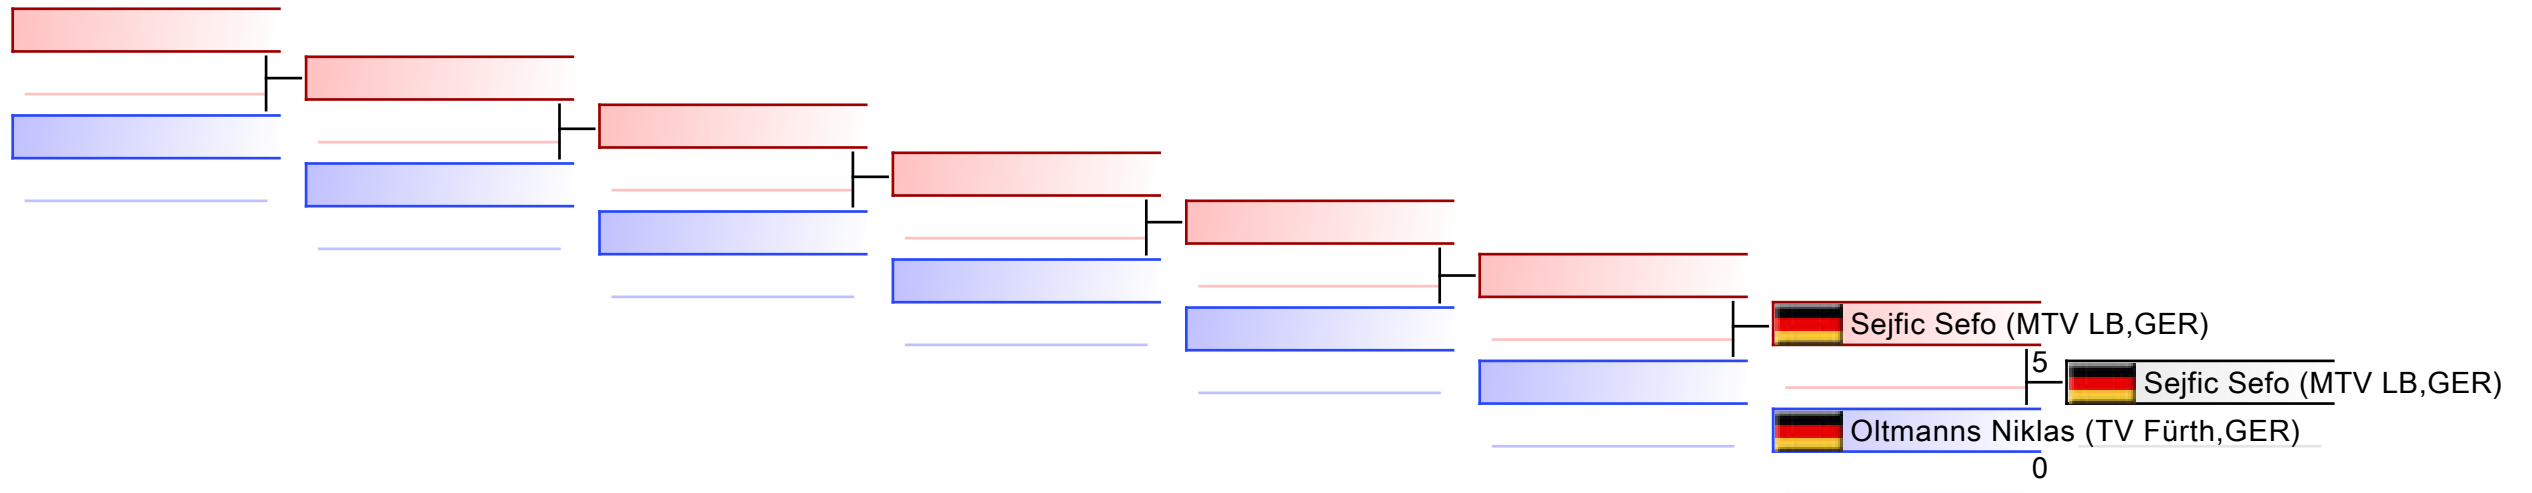 Sejfic Sefo (MTV LB,GER)
5
Sejfic Sefo (MTV LB,GER)
Oltmanns Niklas (TV Fürth,GER)
0